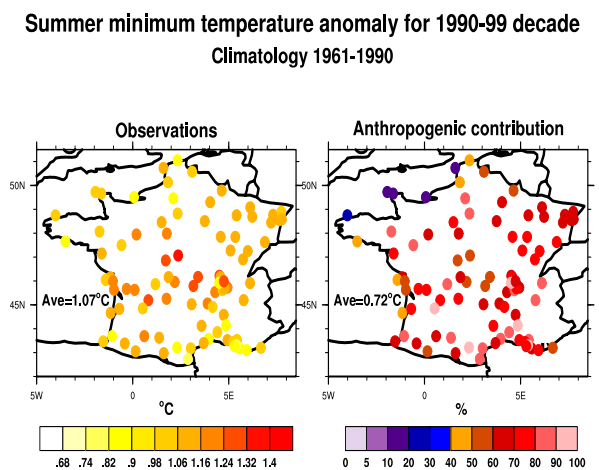 Summer minimum temperature anomaly for 1990-99 decade
Climatology 1961-1990
Observations
Anthropogenic contribution
50N
50N
45N
45N
Ave=1.07°C
Ave=0.72°C
5W 0 5E
5W 0 5E
°C
%
.68 .74 .82 .9 .98 1.06 1.16 1.24 1.32 1.4
0 5 10 20 30 40 50 60 70 80 90 100